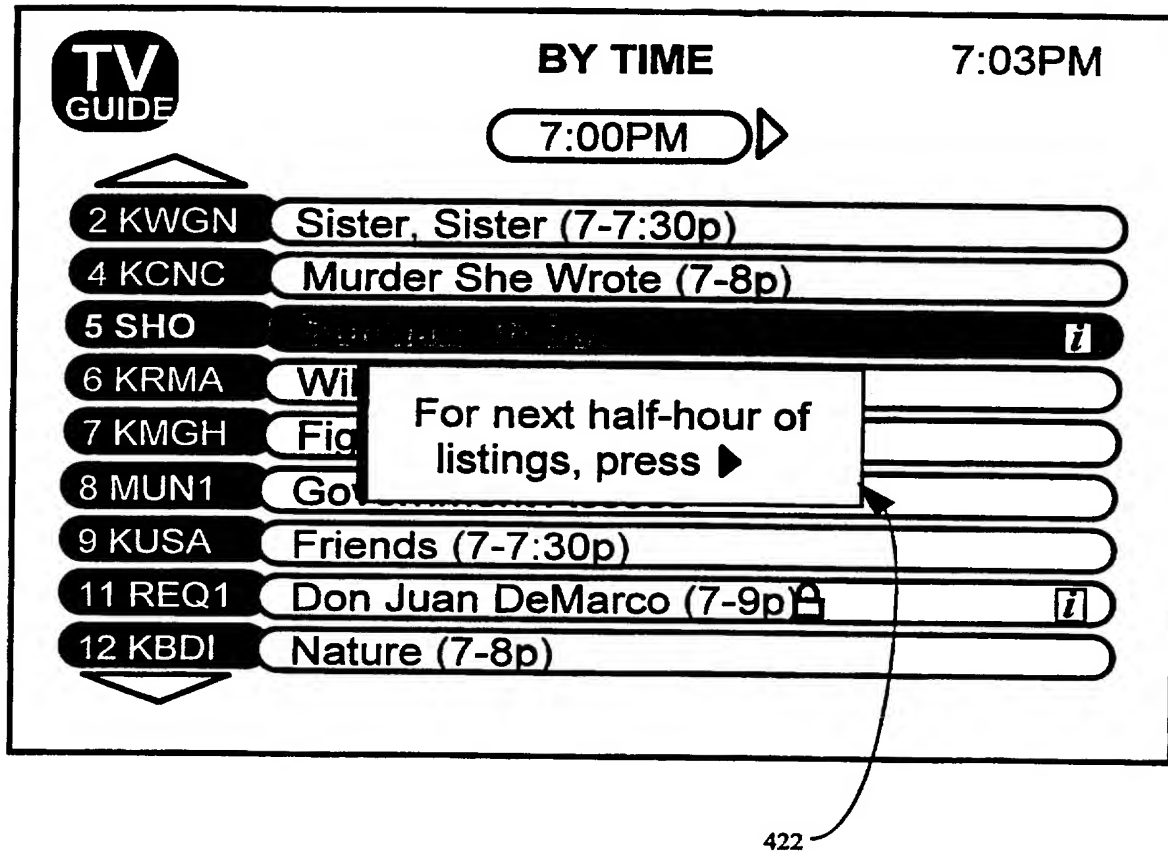 TV
GUIDE
BY TIME
7:03PM
7:00PM
2 KWGN Sister, Sister (7-7:30p)
4 KCNC Murder She Wrote (7-8p)
5 SHO i
6 KRMA Wil
7 KMGH Fig
For next half-hour of
listings, press ▶
8 MUN1
9 KUSA Friends (7-7:30p)
11 REQ1 Don Juan DeMarco (7-9p) i
12 KBDI Nature (7-8p)
422